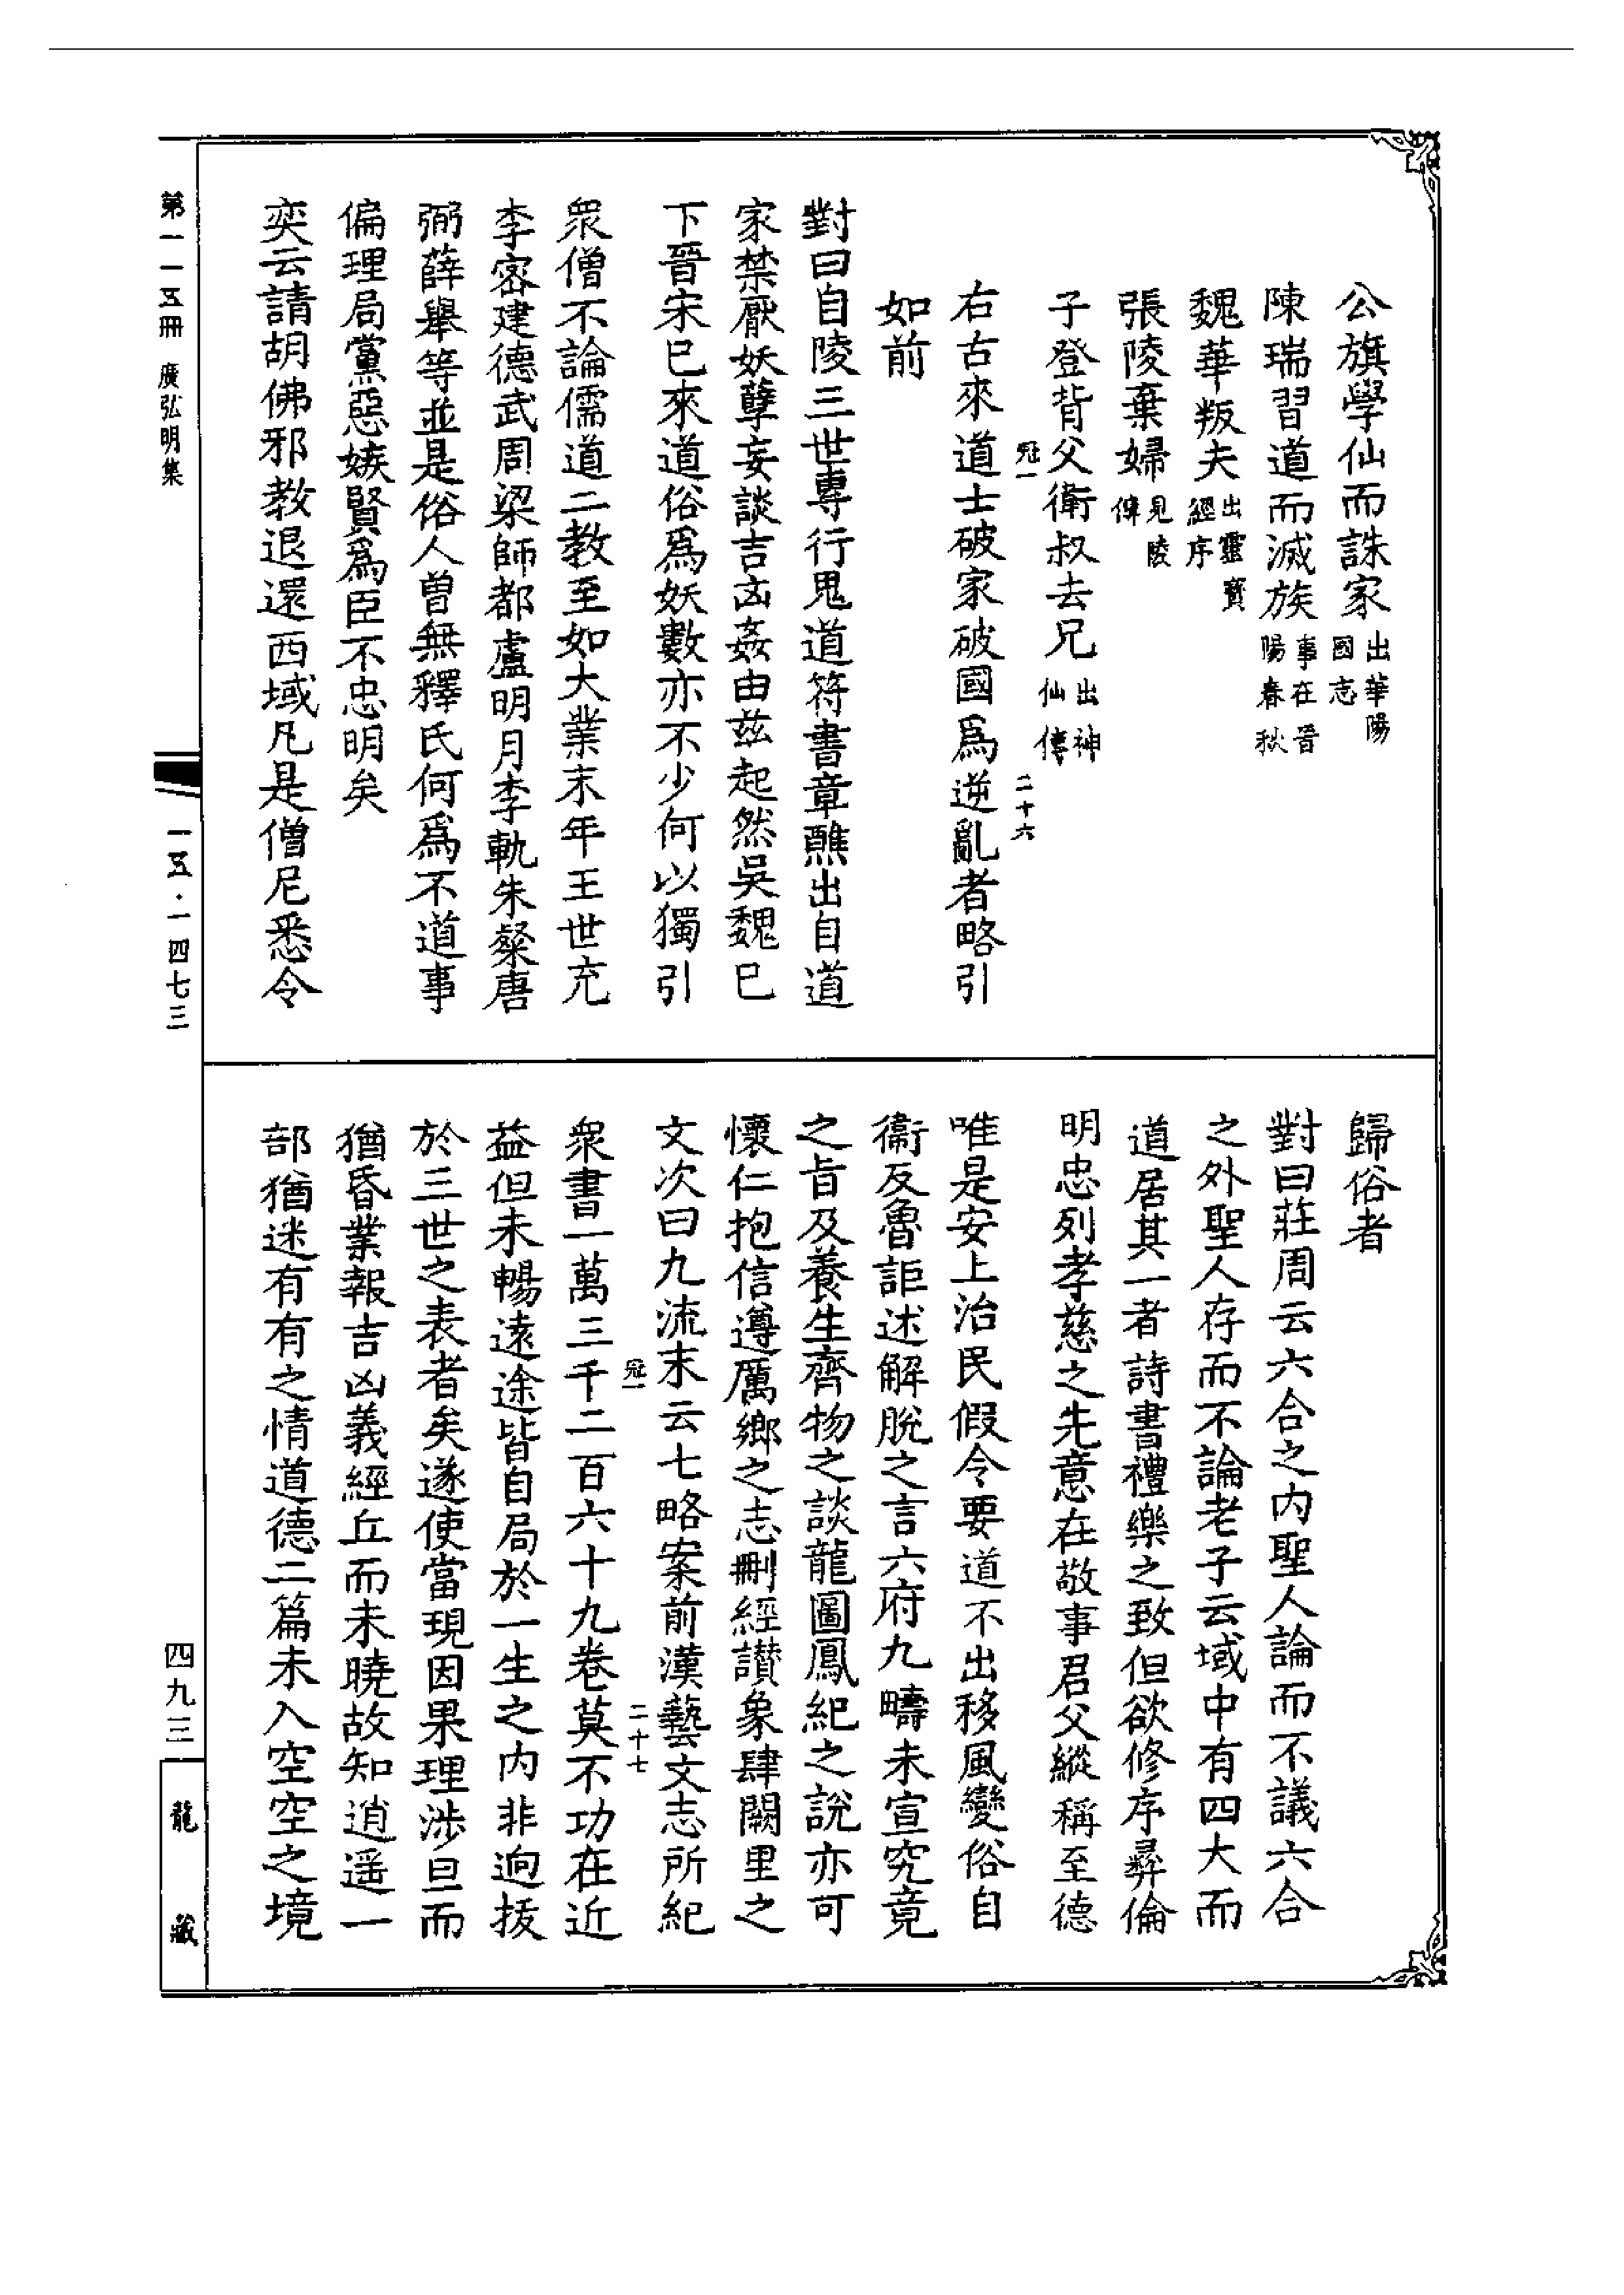 公旗學仙而誅家出華陽國志
陳瑞習道而滅族事在晉陽春秋
魏華叛夫出靈寶經序
張陵棄婦見陵傳
子登背父衛叔去兄出神仙傳
冠一
二十六
右古來道士破家破國爲逆亂者略引
如前
對曰自陵三世專行鬼道符書章醮出自道
家禁厭妖孽妄談吉凶姦由兹起然吳魏已
下晉宋已來道俗爲妖數亦不少何以獨引
衆僧不論儒道二教至如大業末年王世充
李密建德武周梁師都盧明月李軌朱粲唐
弼薛舉等並是俗人曾無釋氏何爲不道事
偏理局黨惡嫉賢爲臣不忠明矣
奕云請胡佛邪教退還西域凡是僧尼悉令
歸俗者
對曰莊周云六合之内聖人論而不議六合
之外聖人存而不論老子云域中有四大而
道居其一者詩書禮樂之致但欲修序彛倫
明忠列孝慈之先意在敬事君父縱稱至德
唯是安上治民假令要道不出移風變俗自
衞反魯詎述解脫之言六府九疇未宣究竟
之旨及養生齊物之談龍圖鳳紀之說亦可
懷仁抱信遵厲鄉之志刪經讃象肆闕里之
文次曰九流末云七略案前漢藝文志所紀
冠一
二十七
衆書一萬三千二百六十九卷莫不功在近
益但未暢遠途皆自局於一生之内非逈拔
於三世之表者矣遂使當現因果理涉旦而
猶昏業報吉凶義經丘而未曉故知逍遥一
部猶迷有有之情道德二篇未入空空之境
第一一五冊　廣弘明集
一五·一四七三
四九三
龍藏